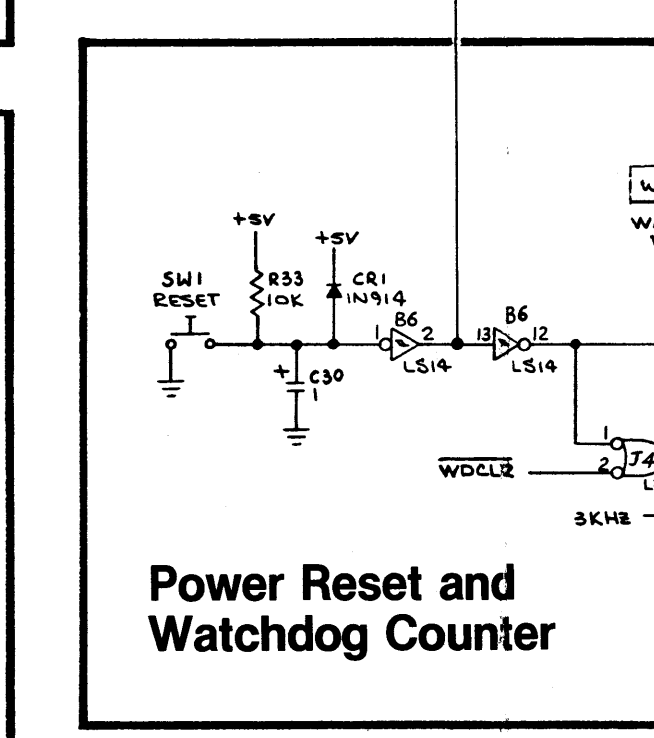 +5V
+5V
SW1
RESET
R33
10K
CR1
1N914
1
B6
2
LS14
13
B6
12
LS14
+
C30
1
1
2
J4
WDCLR
3KHZ
Power Reset and
Watchdog Counter